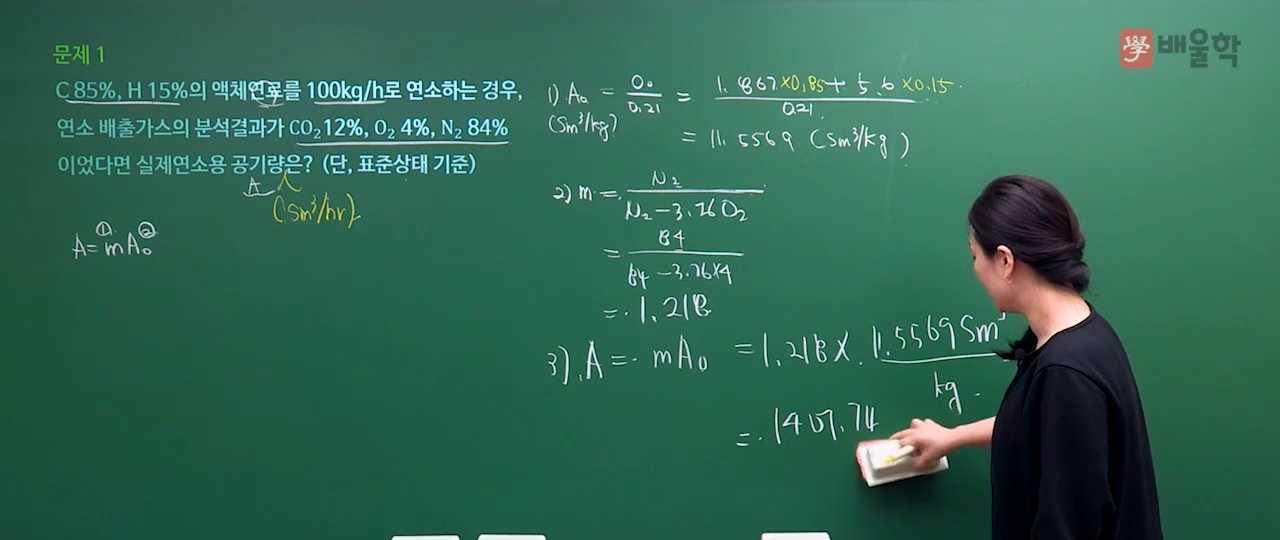 學 배울학
문제 1
C 85%, H 15%의 액체연료를 100kg/h로 연소하는 경우,
연소 배출가스의 분석결과가 CO₂ 12%, O₂ 4%, N₂ 84%
이었다면 실제연소용 공기량은? (단, 표준상태 기준)
A A
(Sm³/hr)
① ②
A = mA₀
1) A₀ = O₀/0.21 = (1.867×0.85 + 5.6×0.15)/0.21
(Sm³/kg)
= 11.5569 (Sm³/kg)
2) m = N₂/(N₂ - 3.76 O₂)
= 84/(84 - 3.76×4)
= 1.218
3) A = mA₀ = 1.218 × 11.5569 Sm³/kg
= 1407.74